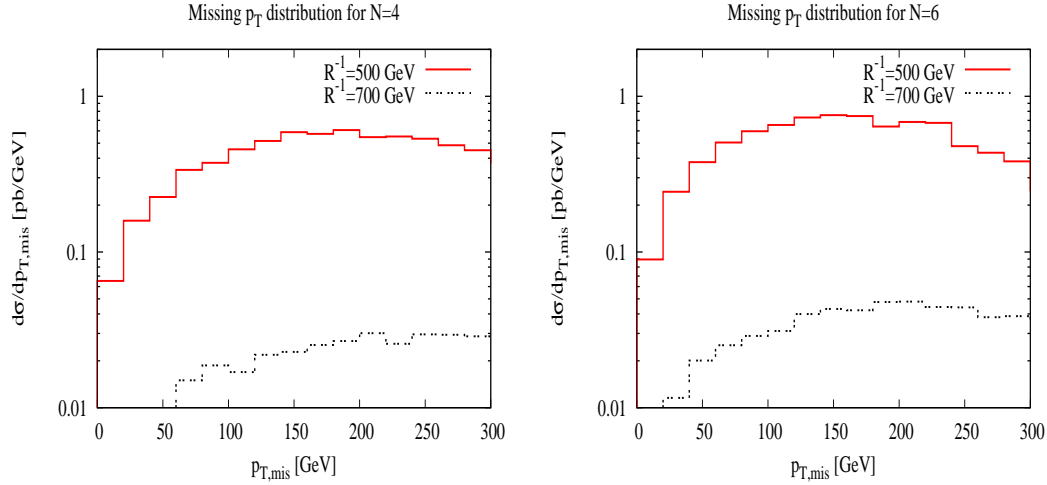 Missing p_T distribution for N=4
R^-1=500 GeV
R^-1=700 GeV
1
0.1
0.01
dσ/dp_T,mis [pb/GeV]
0 50 100 150 200 250 300
p_T,mis [GeV]
Missing p_T distribution for N=6
R^-1=500 GeV
R^-1=700 GeV
1
0.1
0.01
dσ/dp_T,mis [pb/GeV]
0 50 100 150 200 250 300
p_T,mis [GeV]